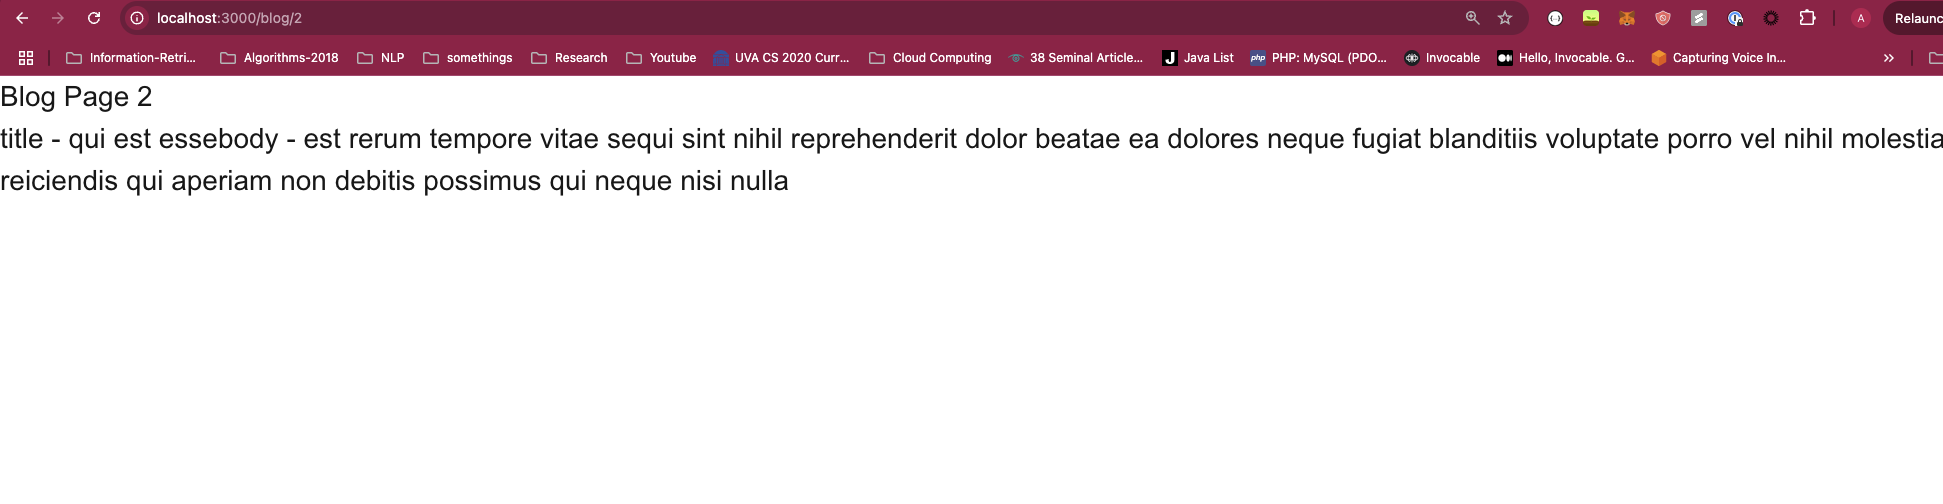 localhost:3000/blog/2
A
Relaunc
Information-Retri...
Algorithms-2018
NLP
somethings
Research
Youtube
UVA CS 2020 Curr...
Cloud Computing
38 Seminal Article...
J
Java List
php
PHP: MySQL (PDO...
Invocable
Hello, Invocable. G...
Capturing Voice In...
»
Blog Page 2
title - qui est essebody - est rerum tempore vitae sequi sint nihil reprehenderit dolor beatae ea dolores neque fugiat blanditiis voluptate porro vel nihil molestia
reiciendis qui aperiam non debitis possimus qui neque nisi nulla